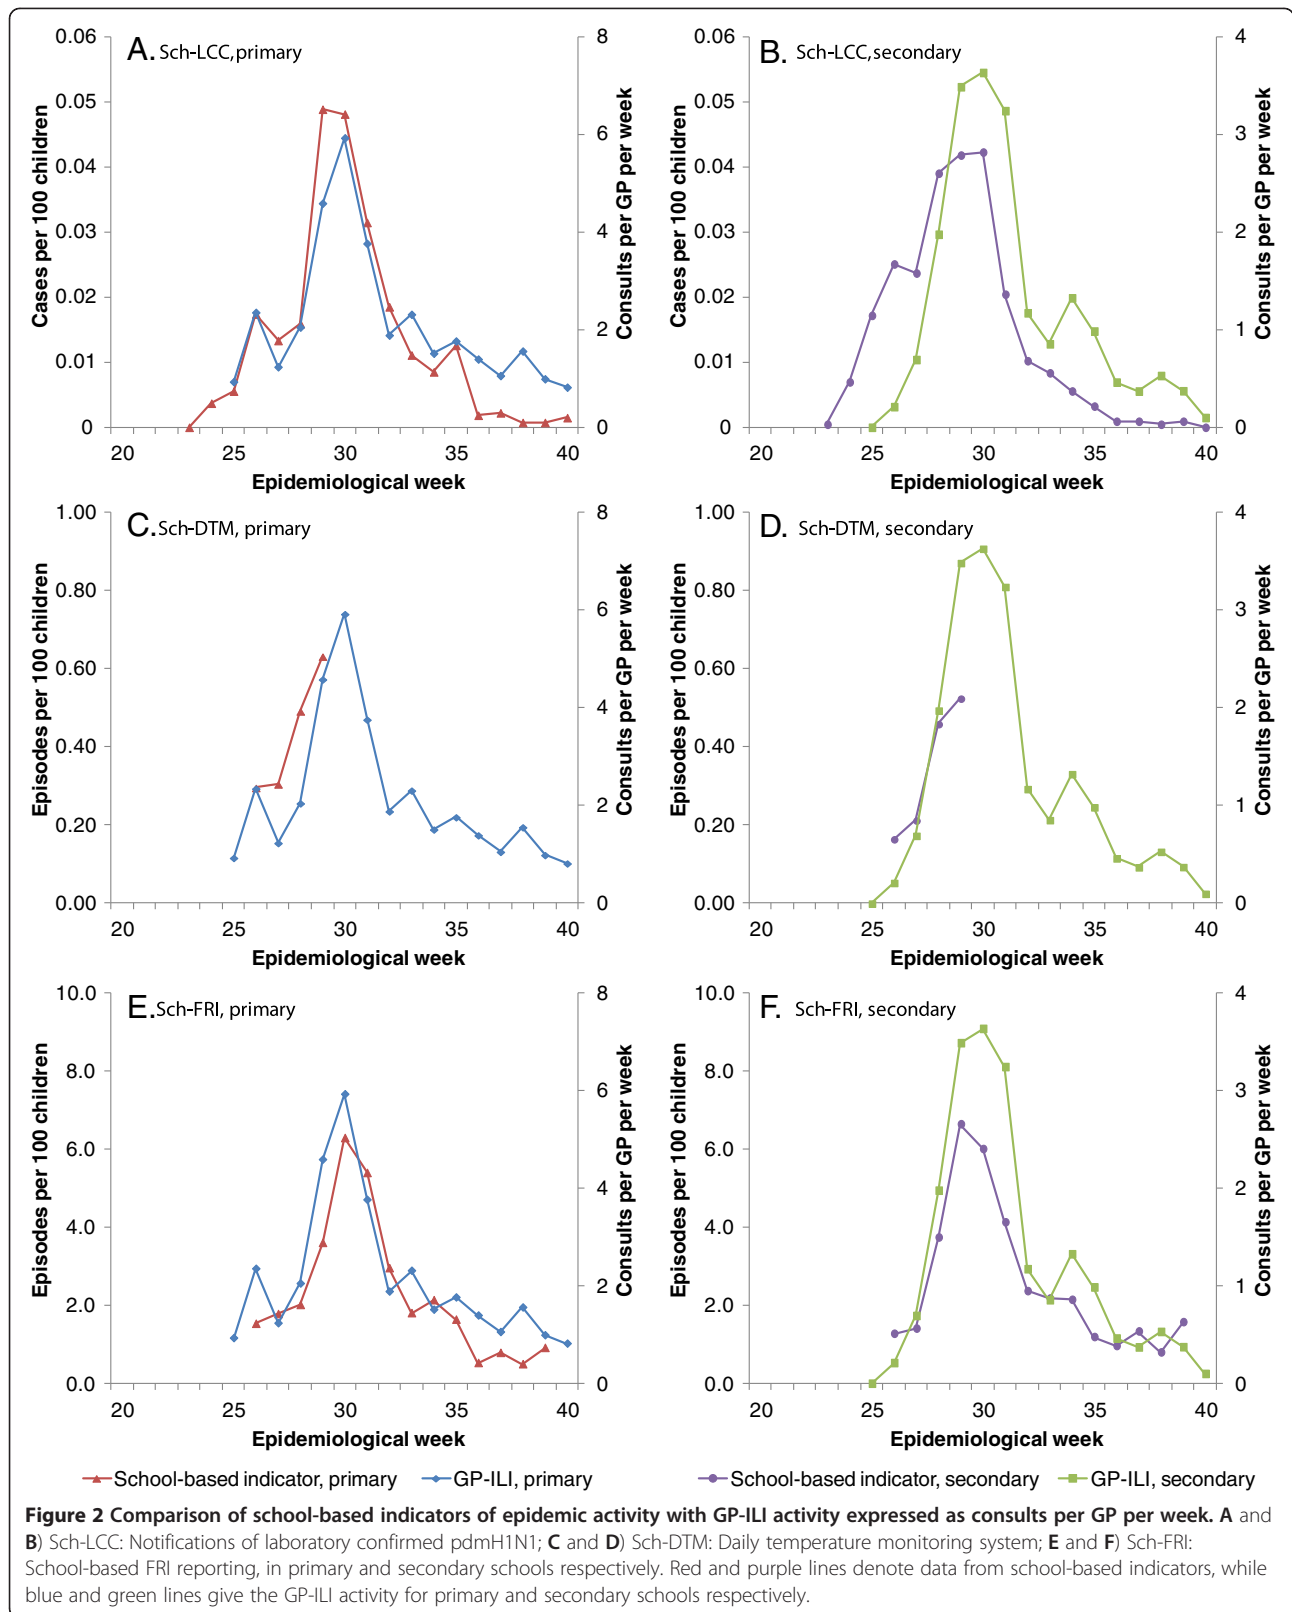 A. Sch-LCC, primary
Cases per 100 children
0.06
0.05
0.04
0.03
0.02
0.01
0
8
6
4
2
0
Consults per GP per week
20 25 30 35 40
Epidemiological week
B. Sch-LCC, secondary
Cases per 100 children
0.06
0.05
0.04
0.03
0.02
0.01
0
4
3
2
1
0
Consults per GP per week
20 25 30 35 40
Epidemiological week
C. Sch-DTM, primary
Episodes per 100 children
1.00
0.80
0.60
0.40
0.20
0.00
8
6
4
2
0
Consults per GP per week
20 25 30 35 40
Epidemiological week
D. Sch-DTM, secondary
Episodes per 100 children
1.00
0.80
0.60
0.40
0.20
0.00
4
3
2
1
0
Consults per GP per week
20 25 30 35 40
Epidemiological week
E. Sch-FRI, primary
Episodes per 100 children
10.0
8.0
6.0
4.0
2.0
0.0
8
6
4
2
0
Consults per GP per week
20 25 30 35 40
Epidemiological week
F. Sch-FRI, secondary
Episodes per 100 children
10.0
8.0
6.0
4.0
2.0
0.0
4
3
2
1
0
Consults per GP per week
20 25 30 35 40
Epidemiological week
School-based indicator, primary GP-ILI, primary School-based indicator, secondary GP-ILI, secondary
Figure 2 Comparison of school-based indicators of epidemic activity with GP-ILI activity expressed as consults per GP per week. A and
B) Sch-LCC: Notifications of laboratory confirmed pdmH1N1; C and D) Sch-DTM: Daily temperature monitoring system; E and F) Sch-FRI:
School-based FRI reporting, in primary and secondary schools respectively. Red and purple lines denote data from school-based indicators, while
blue and green lines give the GP-ILI activity for primary and secondary schools respectively.